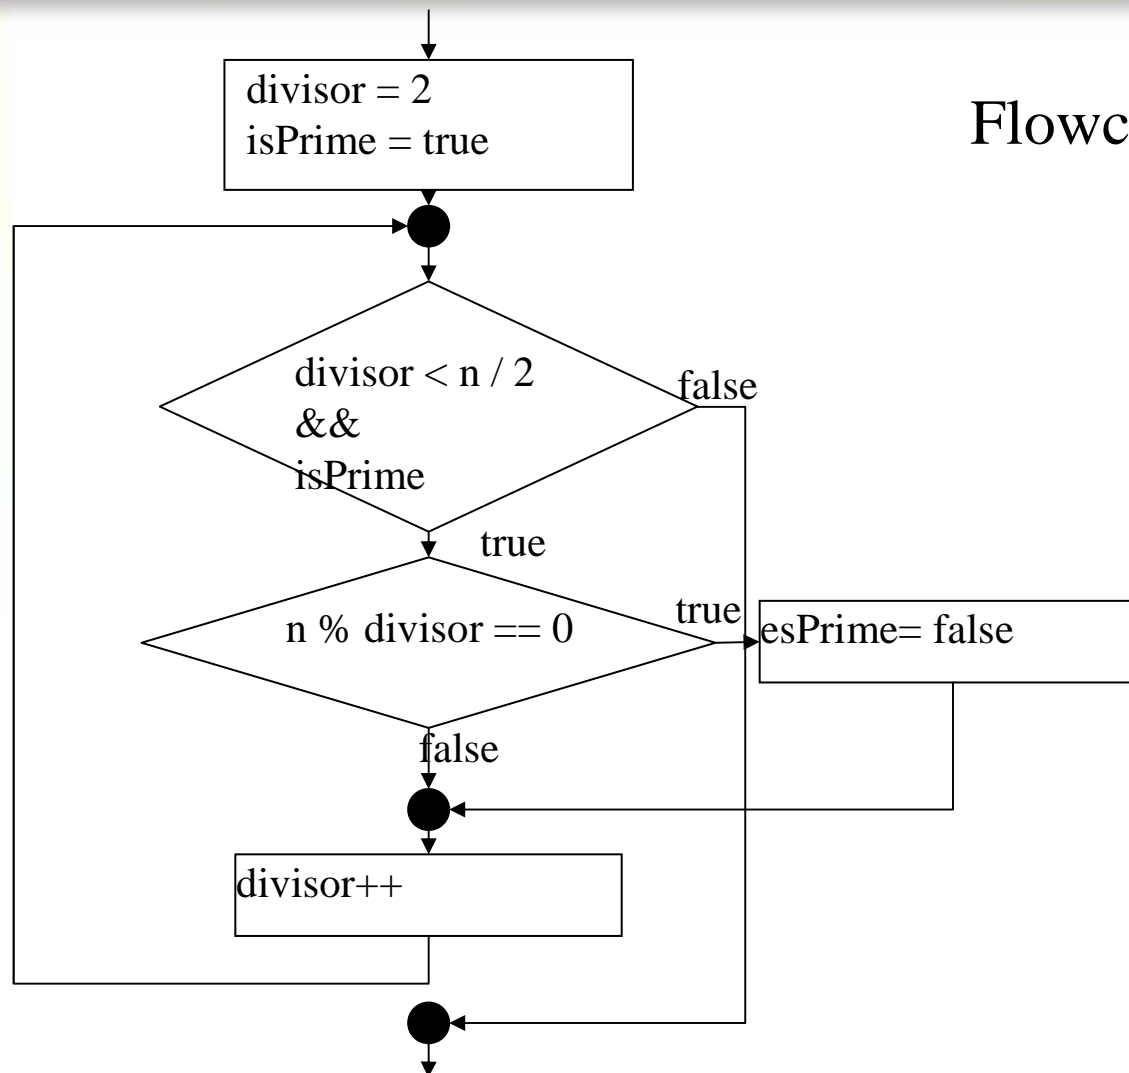 divisor = 2
isPrime = true
Flowc
divisor < n / 2
&&
isPrime
false
true
n % divisor == 0
true
esPrime= false
false
divisor++